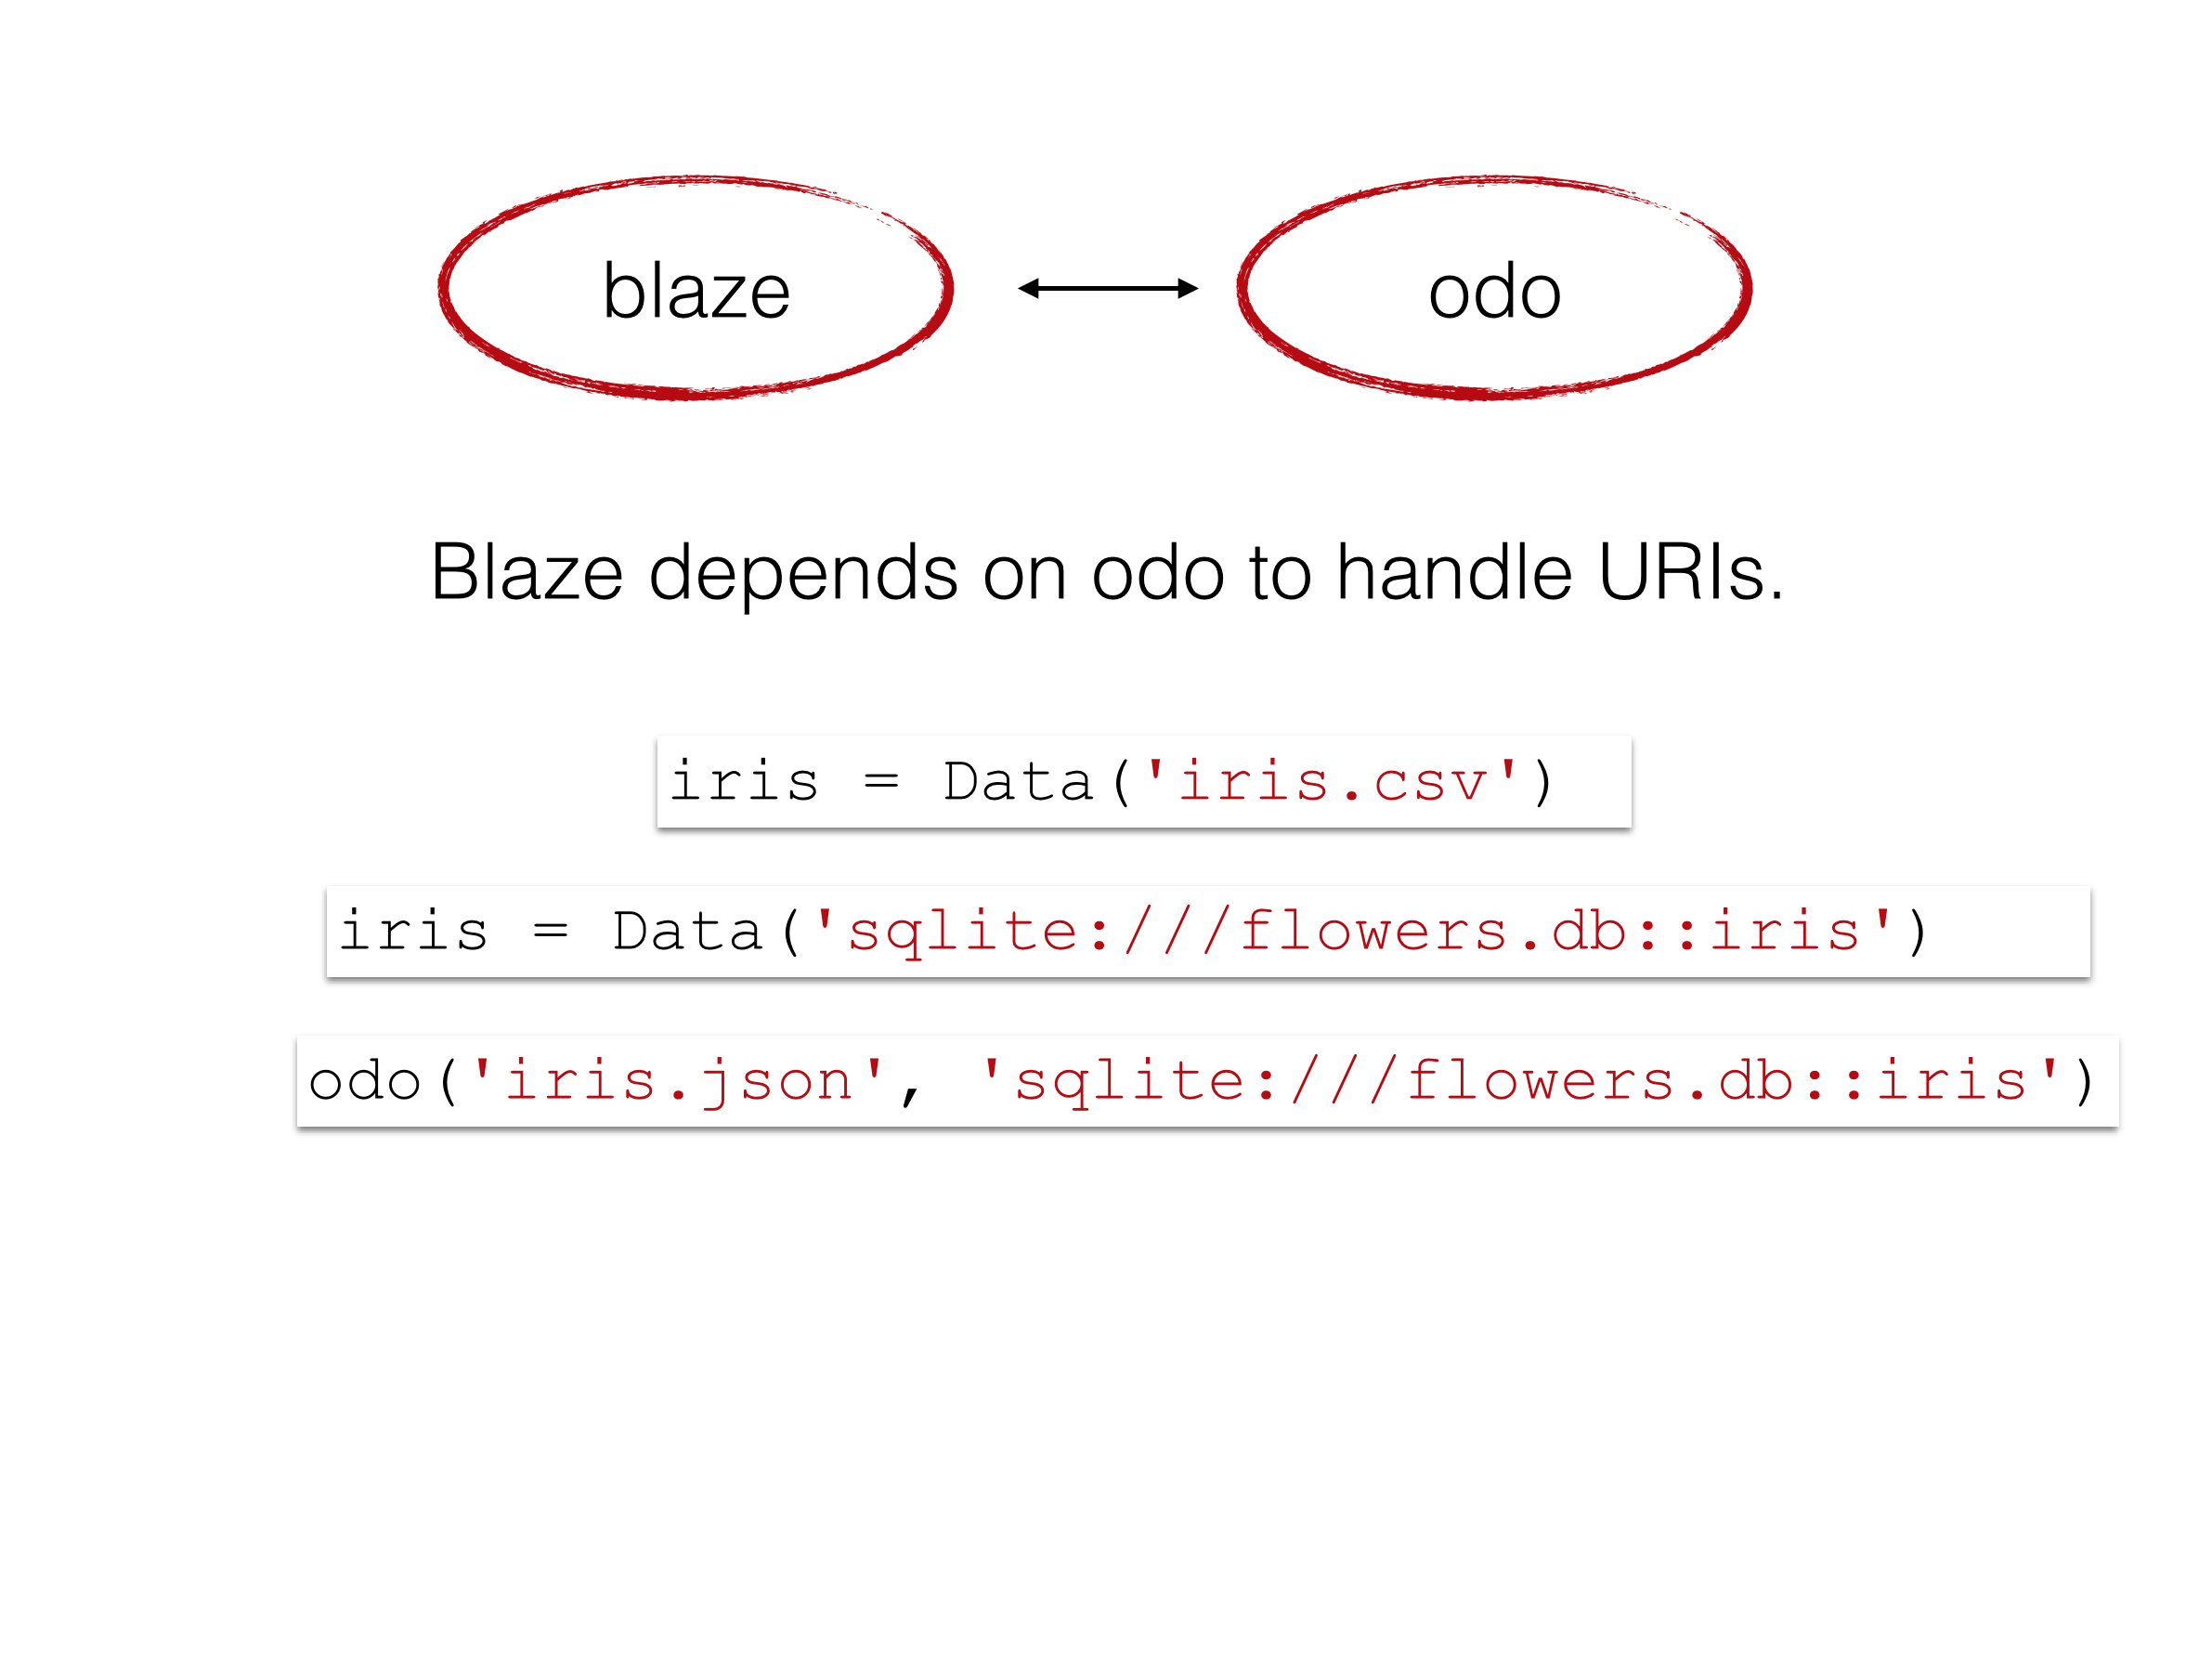 blaze odo
Blaze depends on odo to handle URIs.
iris = Data('iris.csv')
iris = Data('sqlite:///flowers.db::iris')
odo('iris.json', 'sqlite:///flowers.db::iris')